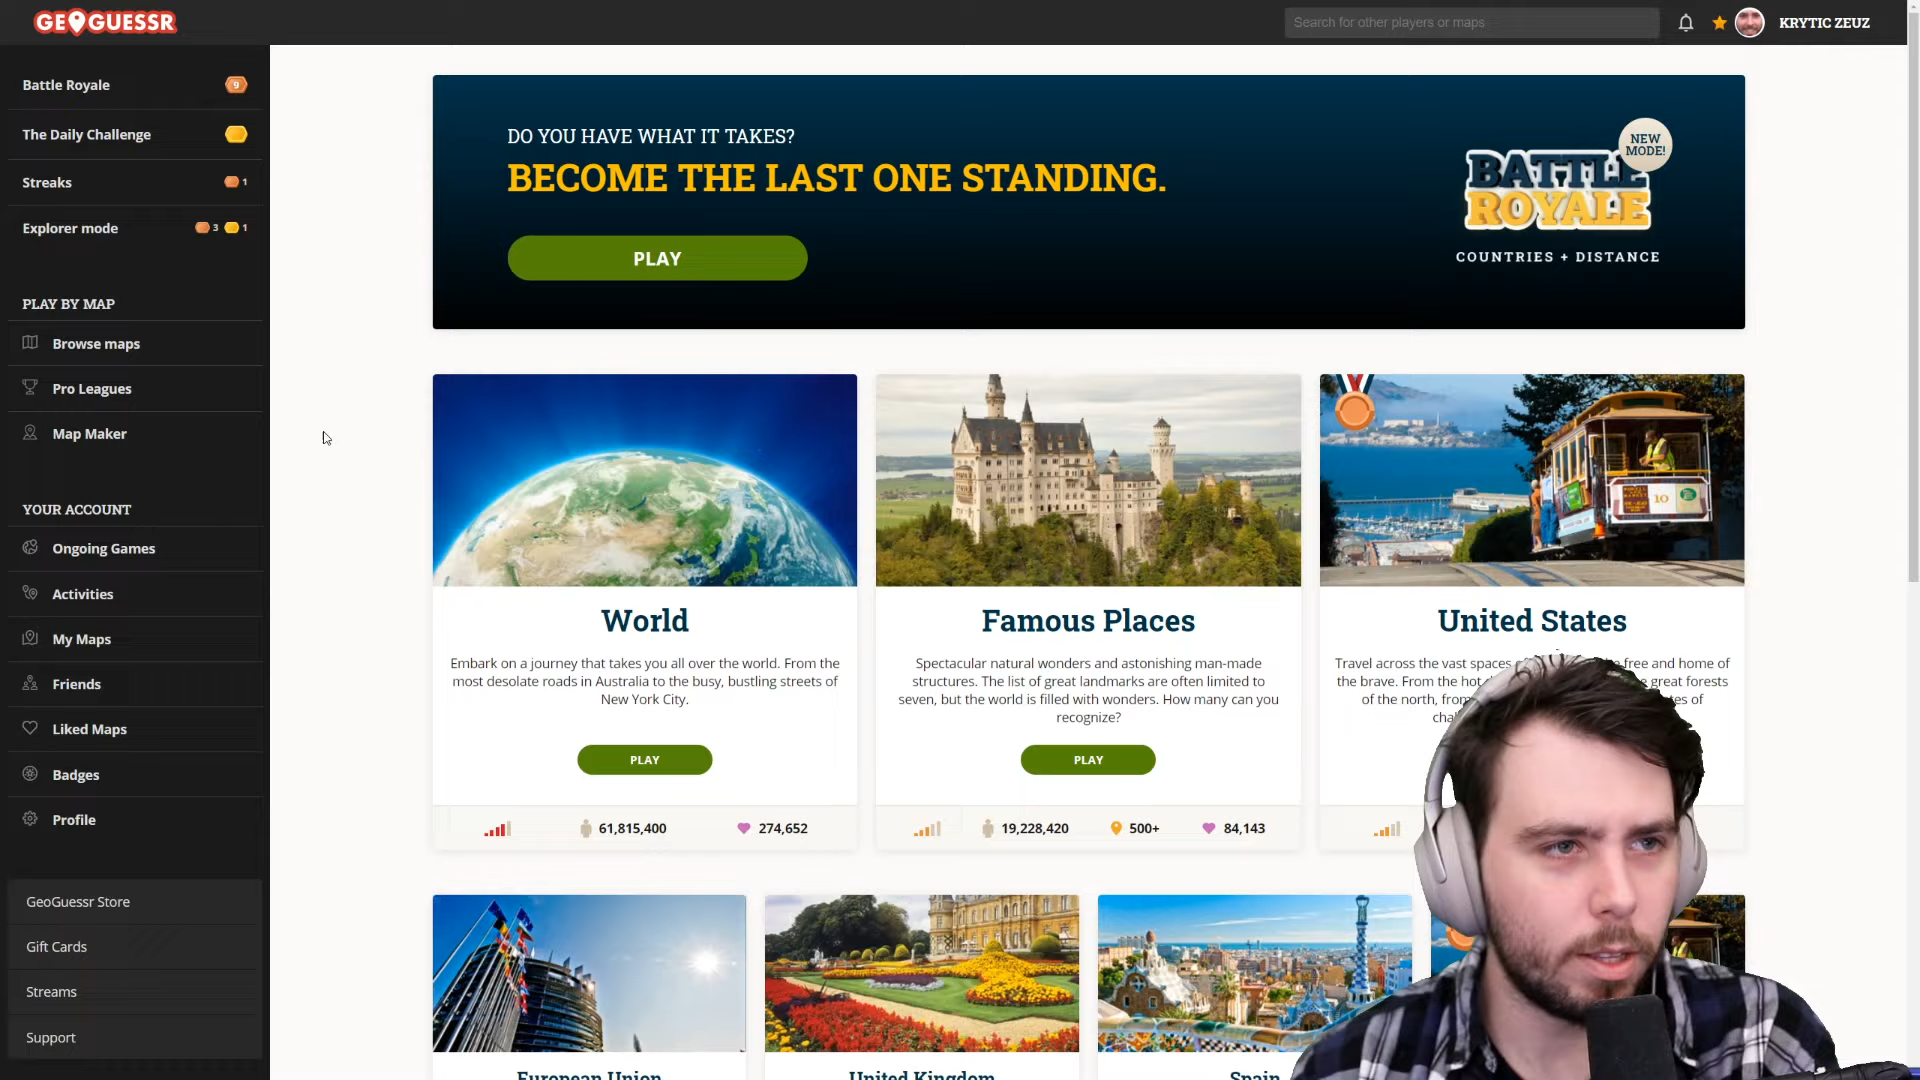 GEOGUESSR
Search for other players or maps
KRYTIC ZEUZ
Battle Royale
9
The Daily Challenge
Streaks
1
Explorer mode
3
1
PLAY BY MAP
Browse maps
Pro Leagues
Map Maker
YOUR ACCOUNT
Ongoing Games
Activities
My Maps
Friends
Liked Maps
Badges
Profile
GeoGuessr Store
Gift Cards
Streams
Support
DO YOU HAVE WHAT IT TAKES?
BECOME THE LAST ONE STANDING.
PLAY
NEW
MODE!
BATTLE
ROYALE
COUNTRIES + DISTANCE
World
Embark on a journey that takes you all over the world. From the
most desolate roads in Australia to the busy, bustling streets of
New York City.
PLAY
61,815,400
274,652
Famous Places
Spectacular natural wonders and astonishing man-made
structures. The list of great landmarks are often limited to
seven, but the world is filled with wonders. How many can you
recognize?
PLAY
19,228,420
500+
84,143
10
United States
Travel across the vast spaces free and home of
the brave. From the hot great forests
of the north, from of
European Union
United Kingdom
Spain